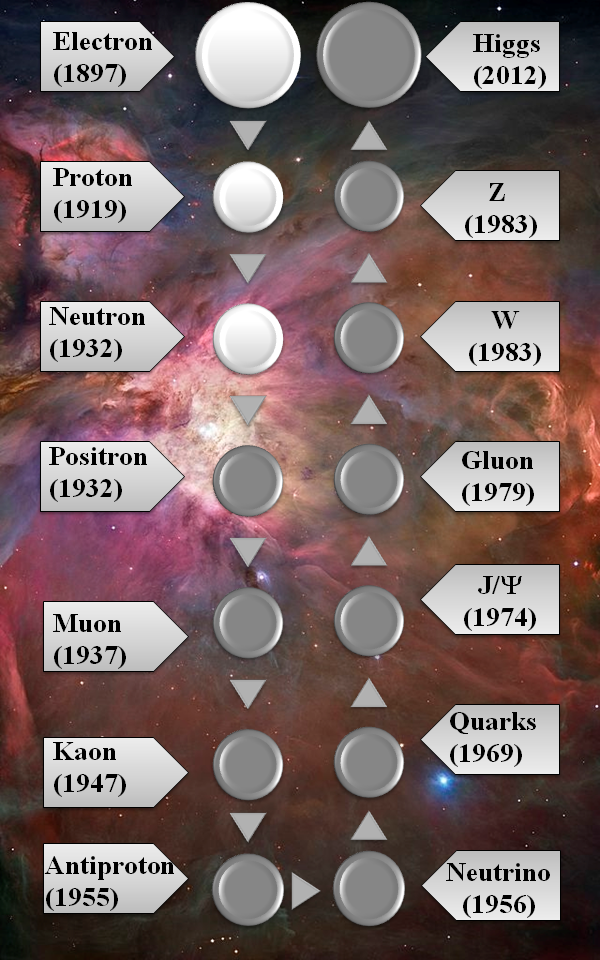 Electron
(1897)
Higgs
(2012)
Proton
(1919)
Z
(1983)
Neutron
(1932)
W
(1983)
Positron
(1932)
Gluon
(1979)
Muon
(1937)
J/Ψ
(1974)
Kaon
(1947)
Quarks
(1969)
Antiproton
(1955)
Neutrino
(1956)